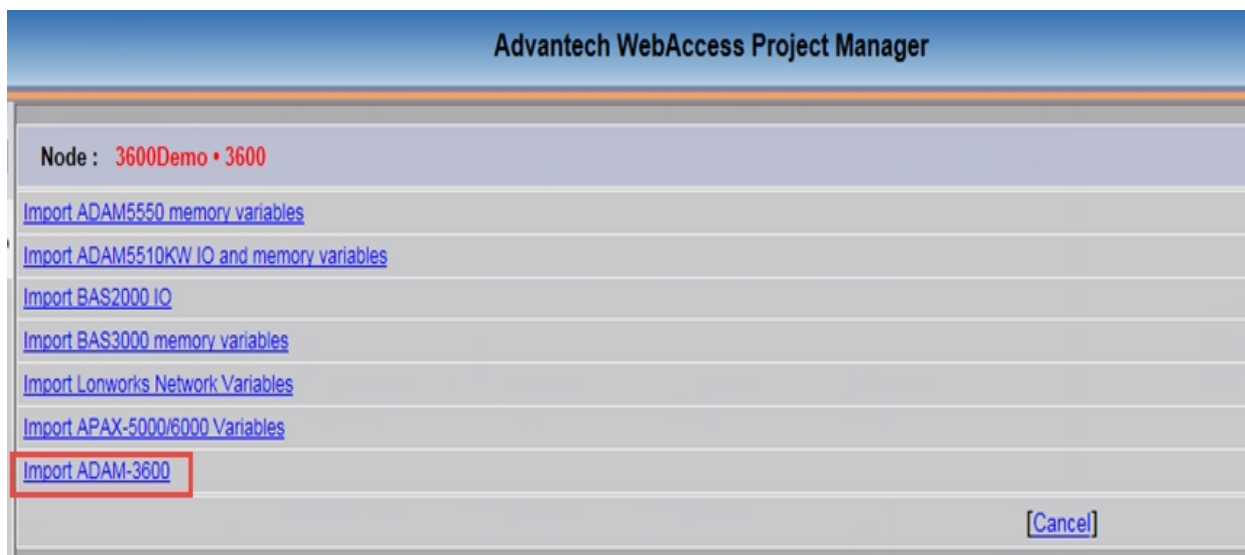 Advantech WebAccess Project Manager
Node : 3600Demo • 3600
Import ADAM5550 memory variables
Import ADAM5510KW IO and memory variables
Import BAS2000 IO
Import BAS3000 memory variables
Import Lonworks Network Variables
Import APAX-5000/6000 Variables
Import ADAM-3600
[Cancel]